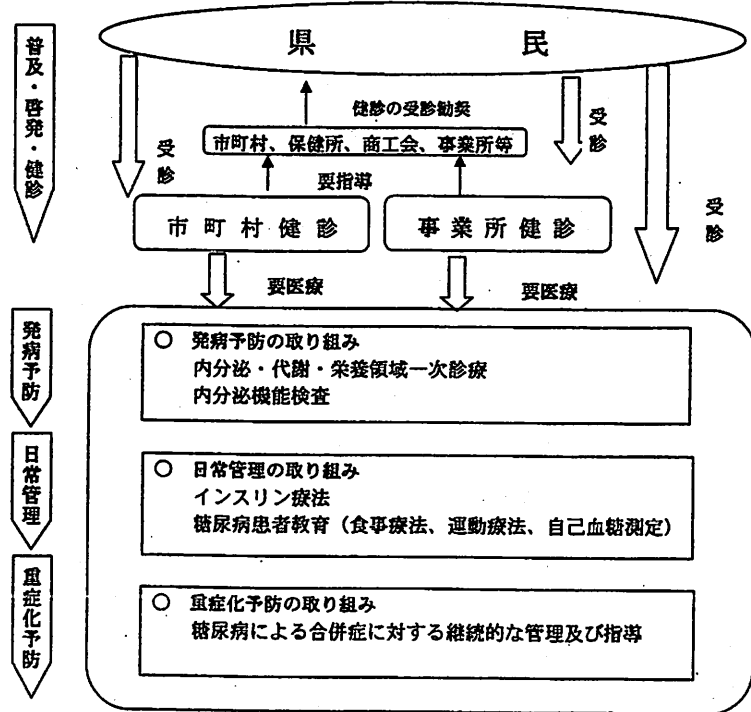 県民
普及・啓発・健診
健診の受診勧奨
受診
受診
市町村、保健所、商工会、事業所等
要指導
受診
市町村健診
事業所健診
要医療
要医療
発病予防
○ 発病予防の取り組み
内分泌・代謝・栄養領域一次診療
内分泌機能検査
日常管理
○ 日常管理の取り組み
インスリン療法
糖尿病患者教育（食事療法、運動療法、自己血糖測定）
重症化予防
○ 重症化予防の取り組み
糖尿病による合併症に対する継続的な管理及び指導